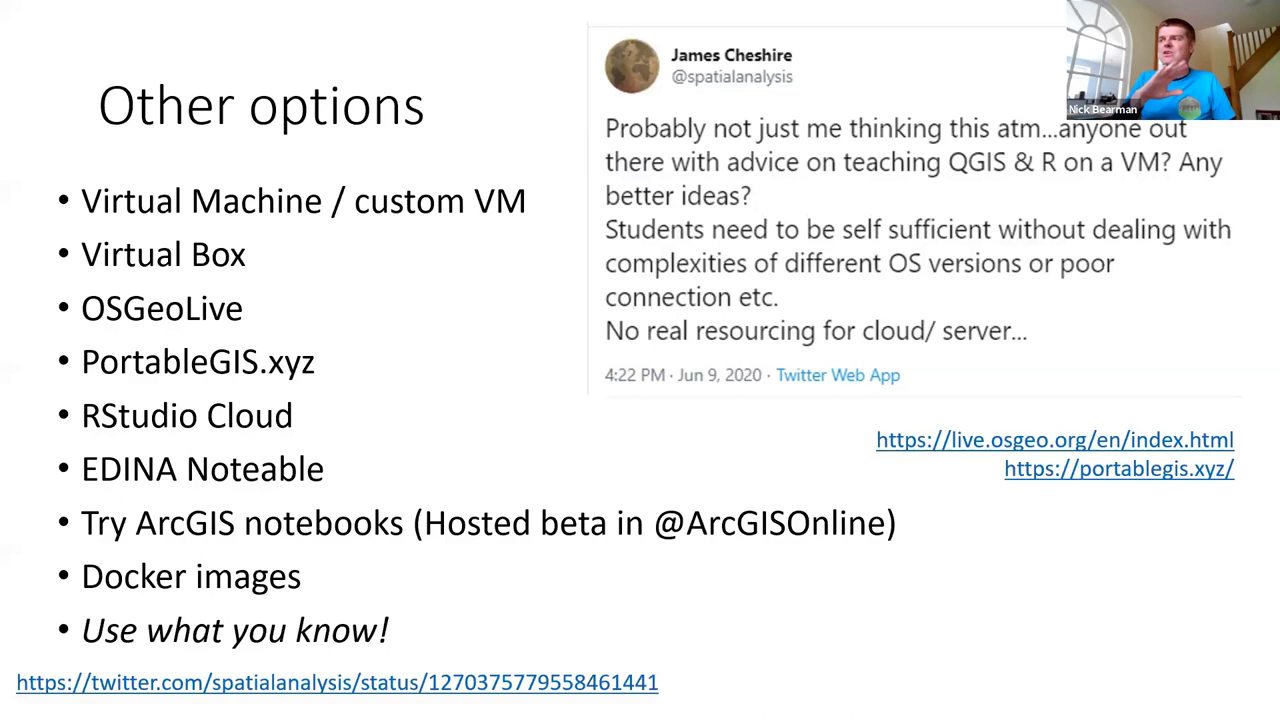 Other options
• Virtual Machine / custom VM
• Virtual Box
• OSGeoLive
• PortableGIS.xyz
• RStudio Cloud
• EDINA Noteable
• Try ArcGIS notebooks (Hosted beta in @ArcGISOnline)
• Docker images
• Use what you know!
https://twitter.com/spatialanalysis/status/1270375779558461441
James Cheshire
@spatialanalysis
Probably not just me thinking this atm...anyone out
there with advice on teaching QGIS & R on a VM? Any
better ideas?
Students need to be self sufficient without dealing with
complexities of different OS versions or poor
connection etc.
No real resourcing for cloud/ server...
4:22 PM · Jun 9, 2020 · Twitter Web App
https://live.osgeo.org/en/index.html
https://portablegis.xyz/
Nick Bearman